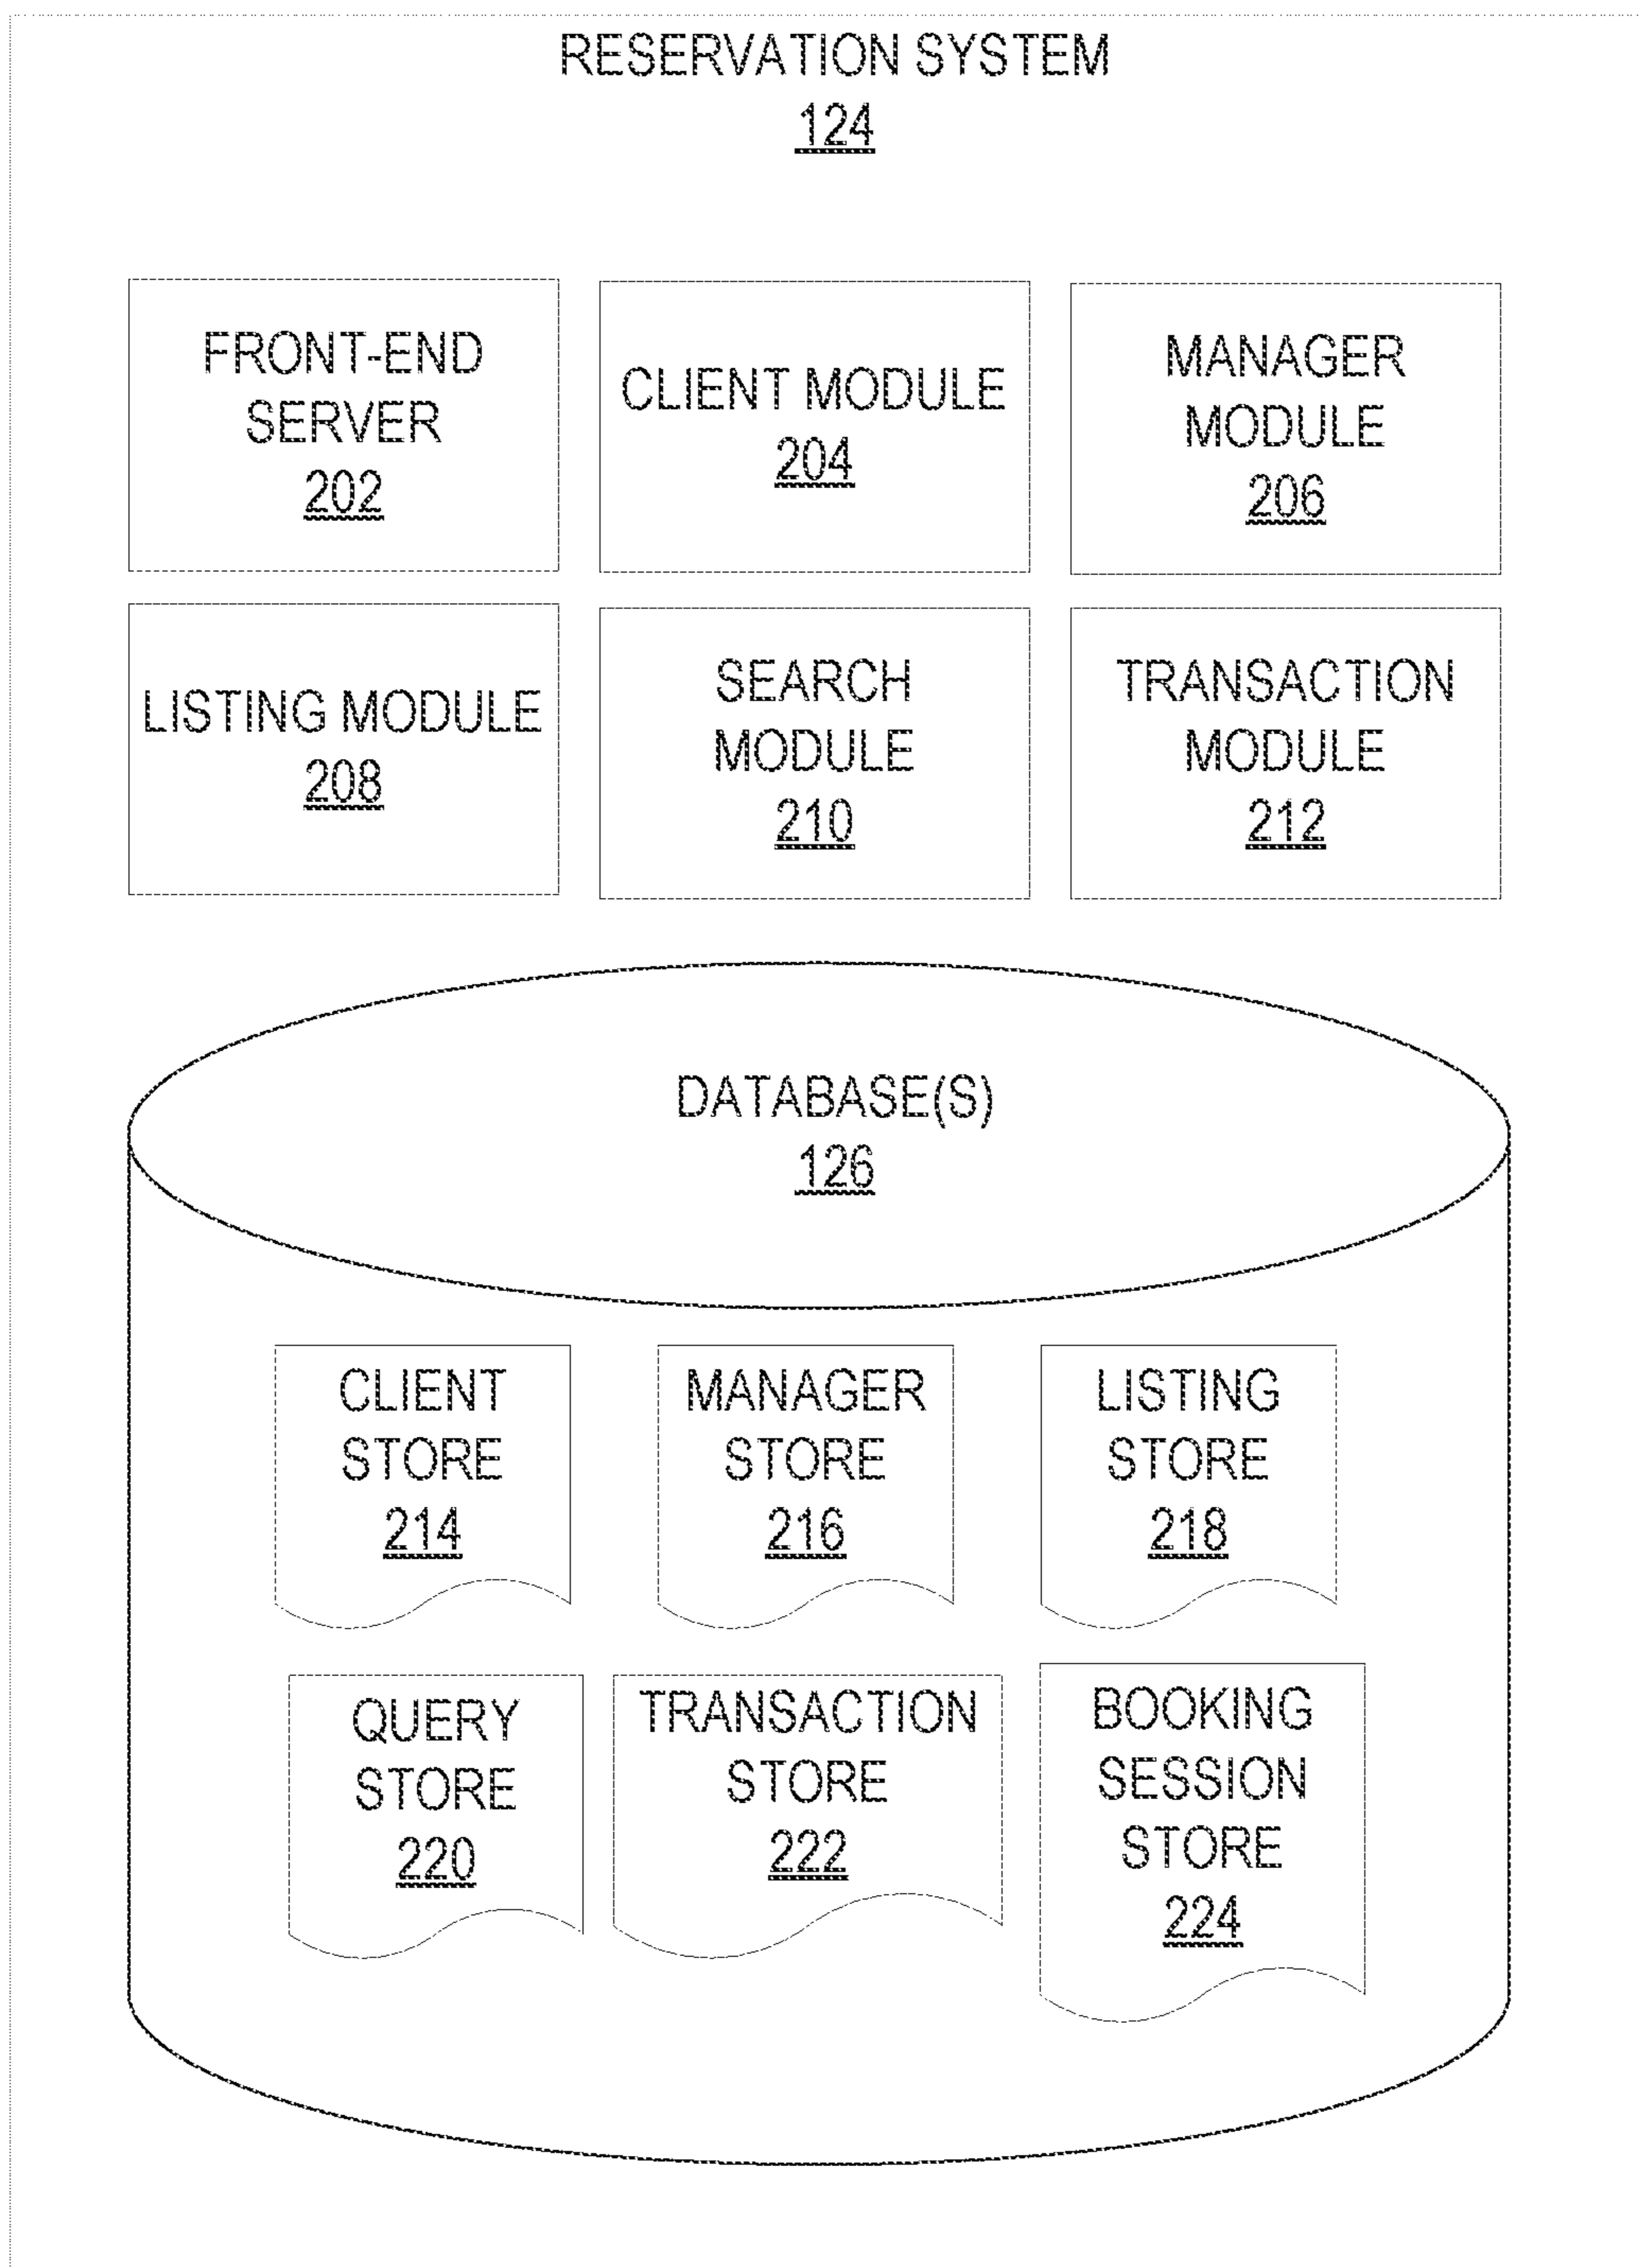 RESERVATION SYSTEM
124
FRONT-END
SERVER
202
CLIENT MODULE
204
MANAGER
MODULE
206
LISTING MODULE
208
SEARCH
MODULE
210
TRANSACTION
MODULE
212
DATABASE(S)
126
CLIENT
STORE
214
MANAGER
STORE
216
LISTING
STORE
218
QUERY
STORE
220
TRANSACTION
STORE
222
BOOKING
SESSION
STORE
224